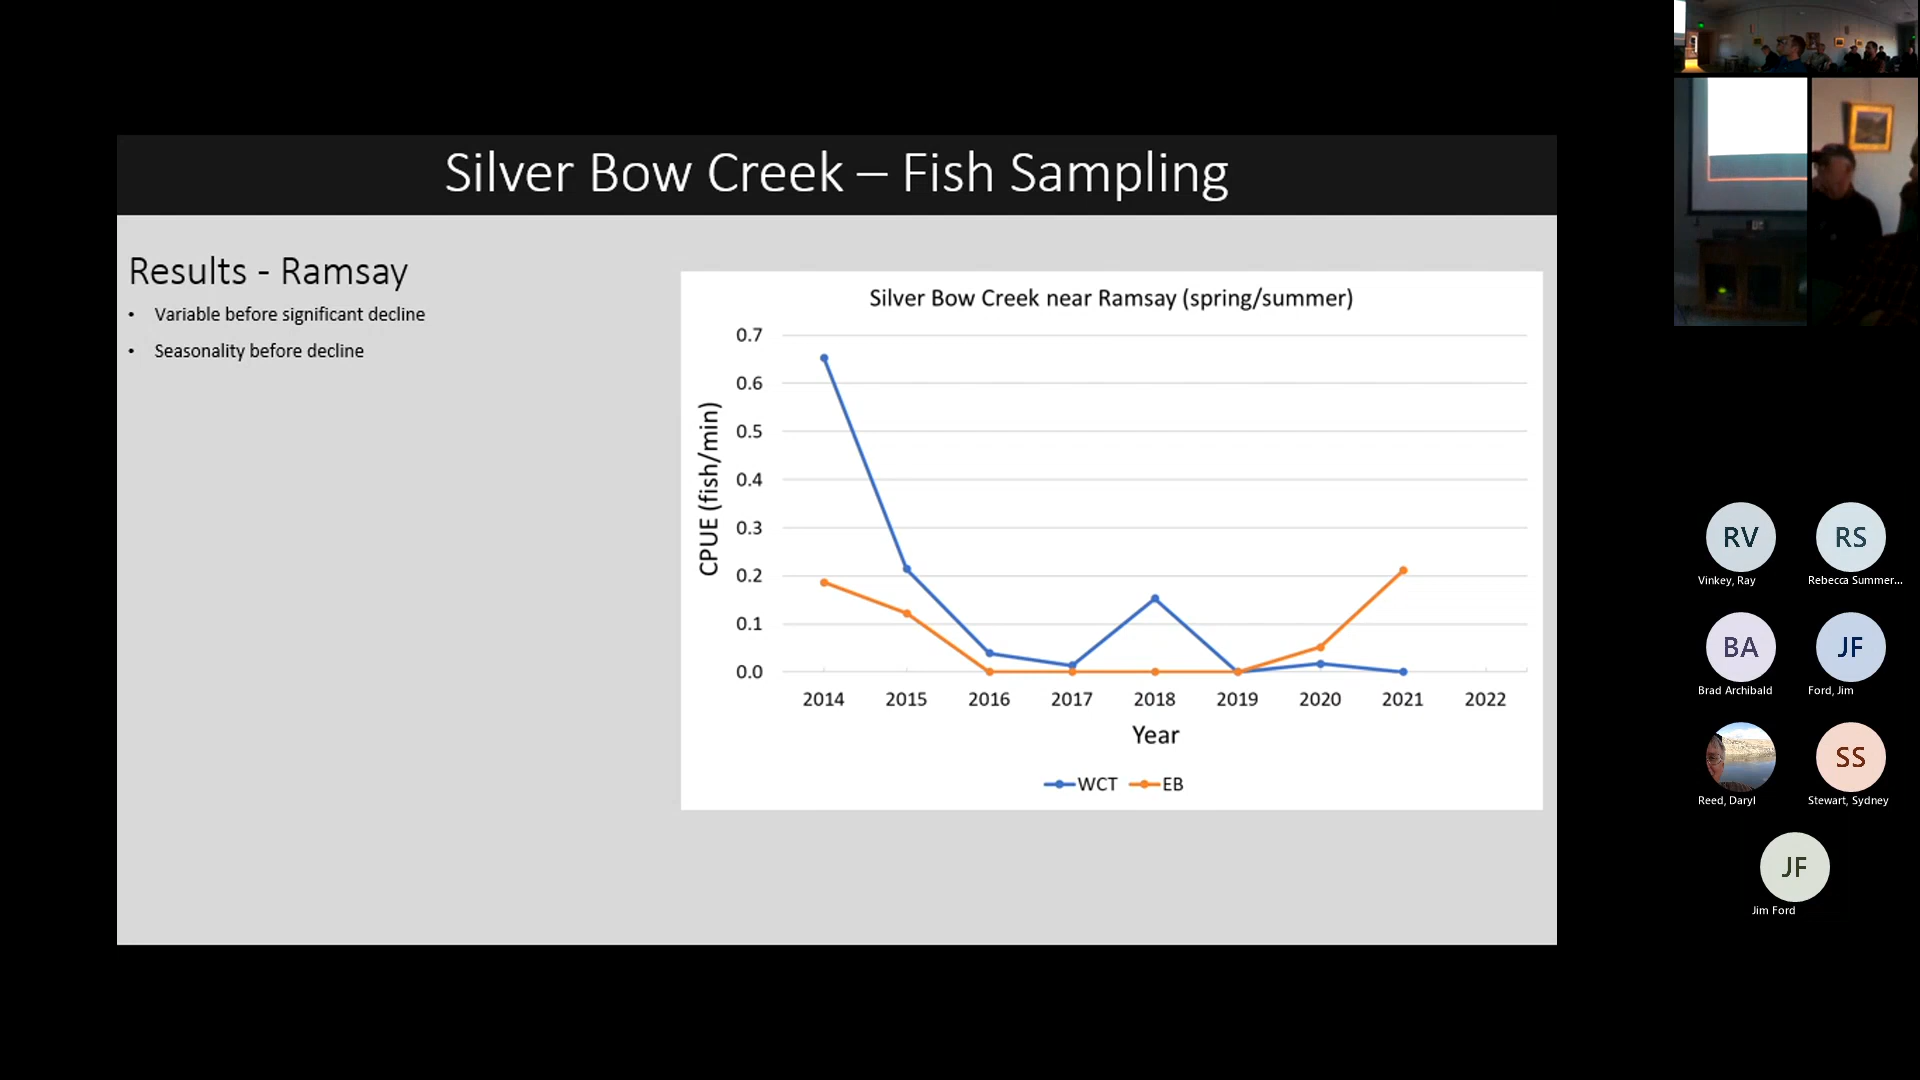 Silver Bow Creek – Fish Sampling
Results - Ramsay
• Variable before significant decline
• Seasonality before decline
Silver Bow Creek near Ramsay (spring/summer)
CPUE (fish/min)
0.7
0.6
0.5
0.4
0.3
0.2
0.1
0.0
2014 2015 2016 2017 2018 2019 2020 2021 2022
Year
WCT EB
RV RS
Vinkey, Ray Rebecca Summer...
BA JF
Brad Archibald Ford, Jim
SS
Reed, Daryl Stewart, Sydney
JF
Jim Ford